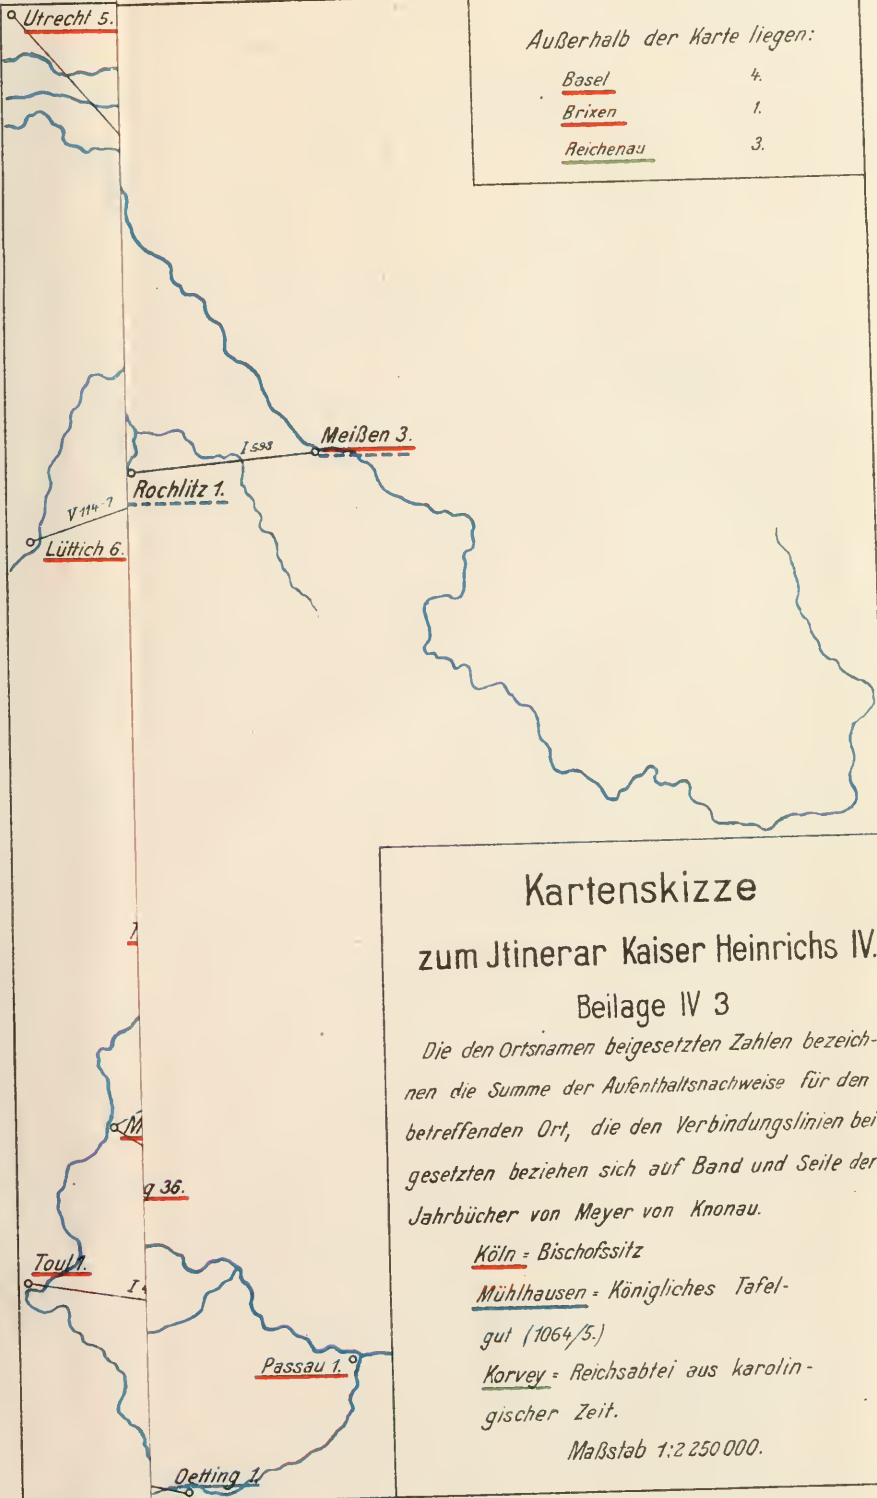 Utrecht 5.
Außerhalb der Karte liegen:
Basel 4.
Brixen 1.
Reichenau 3.
Meißen 3.
I 593
Rochlitz 1.
V 114-7
Lüttich 6.
M
g 36.
Toul 1.
I 4
Passau 1.
Oetting 1.
Kartenskizze
zum Jtinerar Kaiser Heinrichs IV.
Beilage IV 3
Die den Ortsnamen beigesetzten Zahlen bezeich-
nen die Summe der Aufenthaltsnachweise für den
betreffenden Ort, die den Verbindungslinien bei
gesetzten beziehen sich auf Band und Seite der
Jahrbücher von Meyer von Knonau.
Köln = Bischofssitz
Mühlhausen = Königliches Tafel-
gut (1064/5.)
Korvey = Reichsabtei aus karolin-
gischer Zeit.
Maßstab 1:2 250 000.